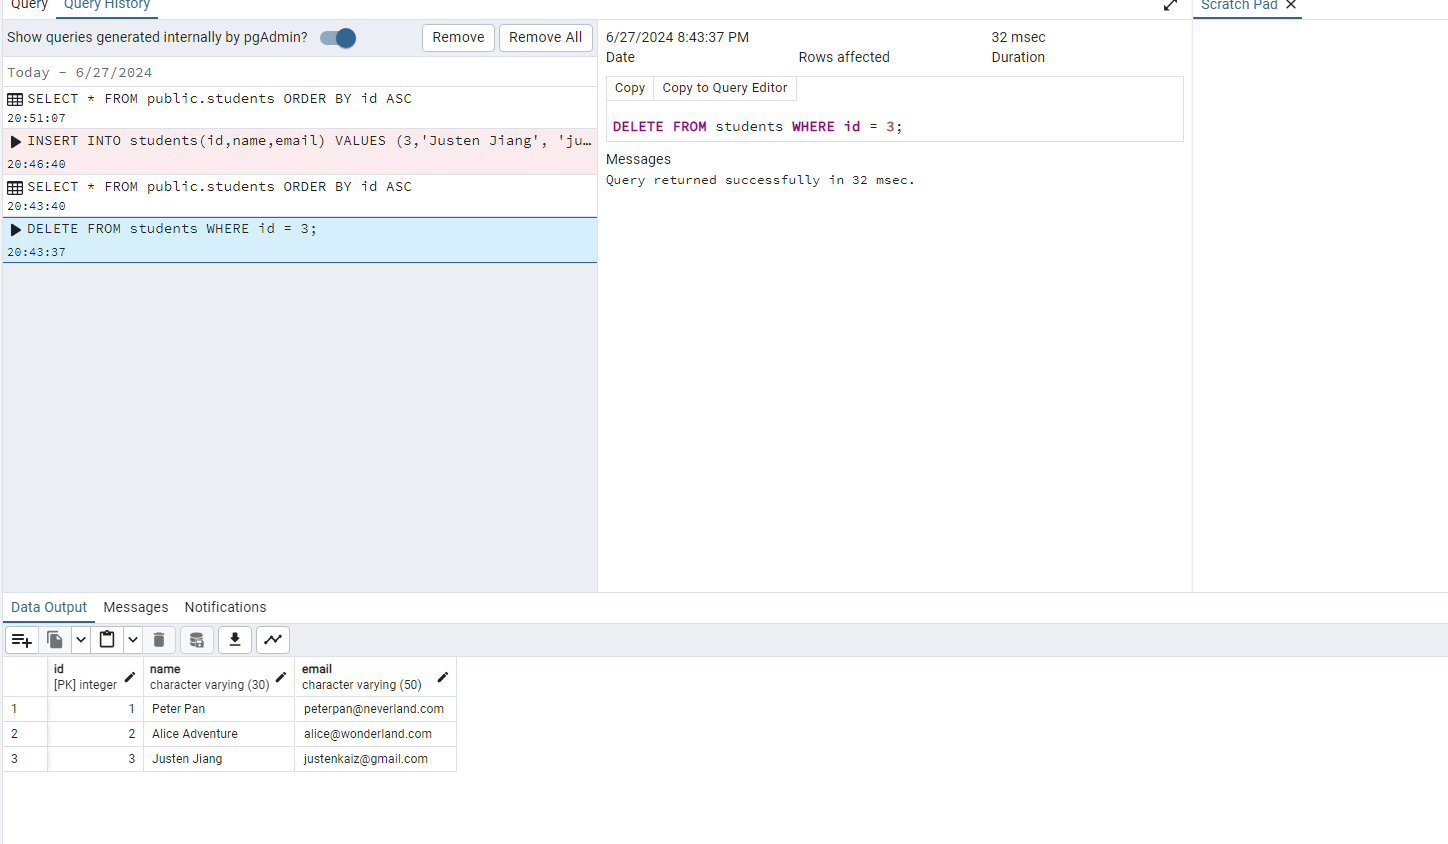 Query Query History
Show queries generated internally by pgAdmin? Remove Remove All
Today - 6/27/2024
SELECT * FROM public.students ORDER BY id ASC
20:51:07
INSERT INTO students(id,name,email) VALUES (3,'Justen Jiang', 'ju…
20:46:40
SELECT * FROM public.students ORDER BY id ASC
20:43:40
DELETE FROM students WHERE id = 3;
20:43:37
6/27/2024 8:43:37 PM 32 msec
Date Rows affected Duration
Copy Copy to Query Editor
DELETE FROM students WHERE id = 3;
Messages
Query returned successfully in 32 msec.
Scratch Pad
Data Output Messages Notifications
id name email
[PK] integer character varying (30) character varying (50)
1 1 Peter Pan peterpan@neverland.com
2 2 Alice Adventure alice@wonderland.com
3 3 Justen Jiang justenkaiz@gmail.com